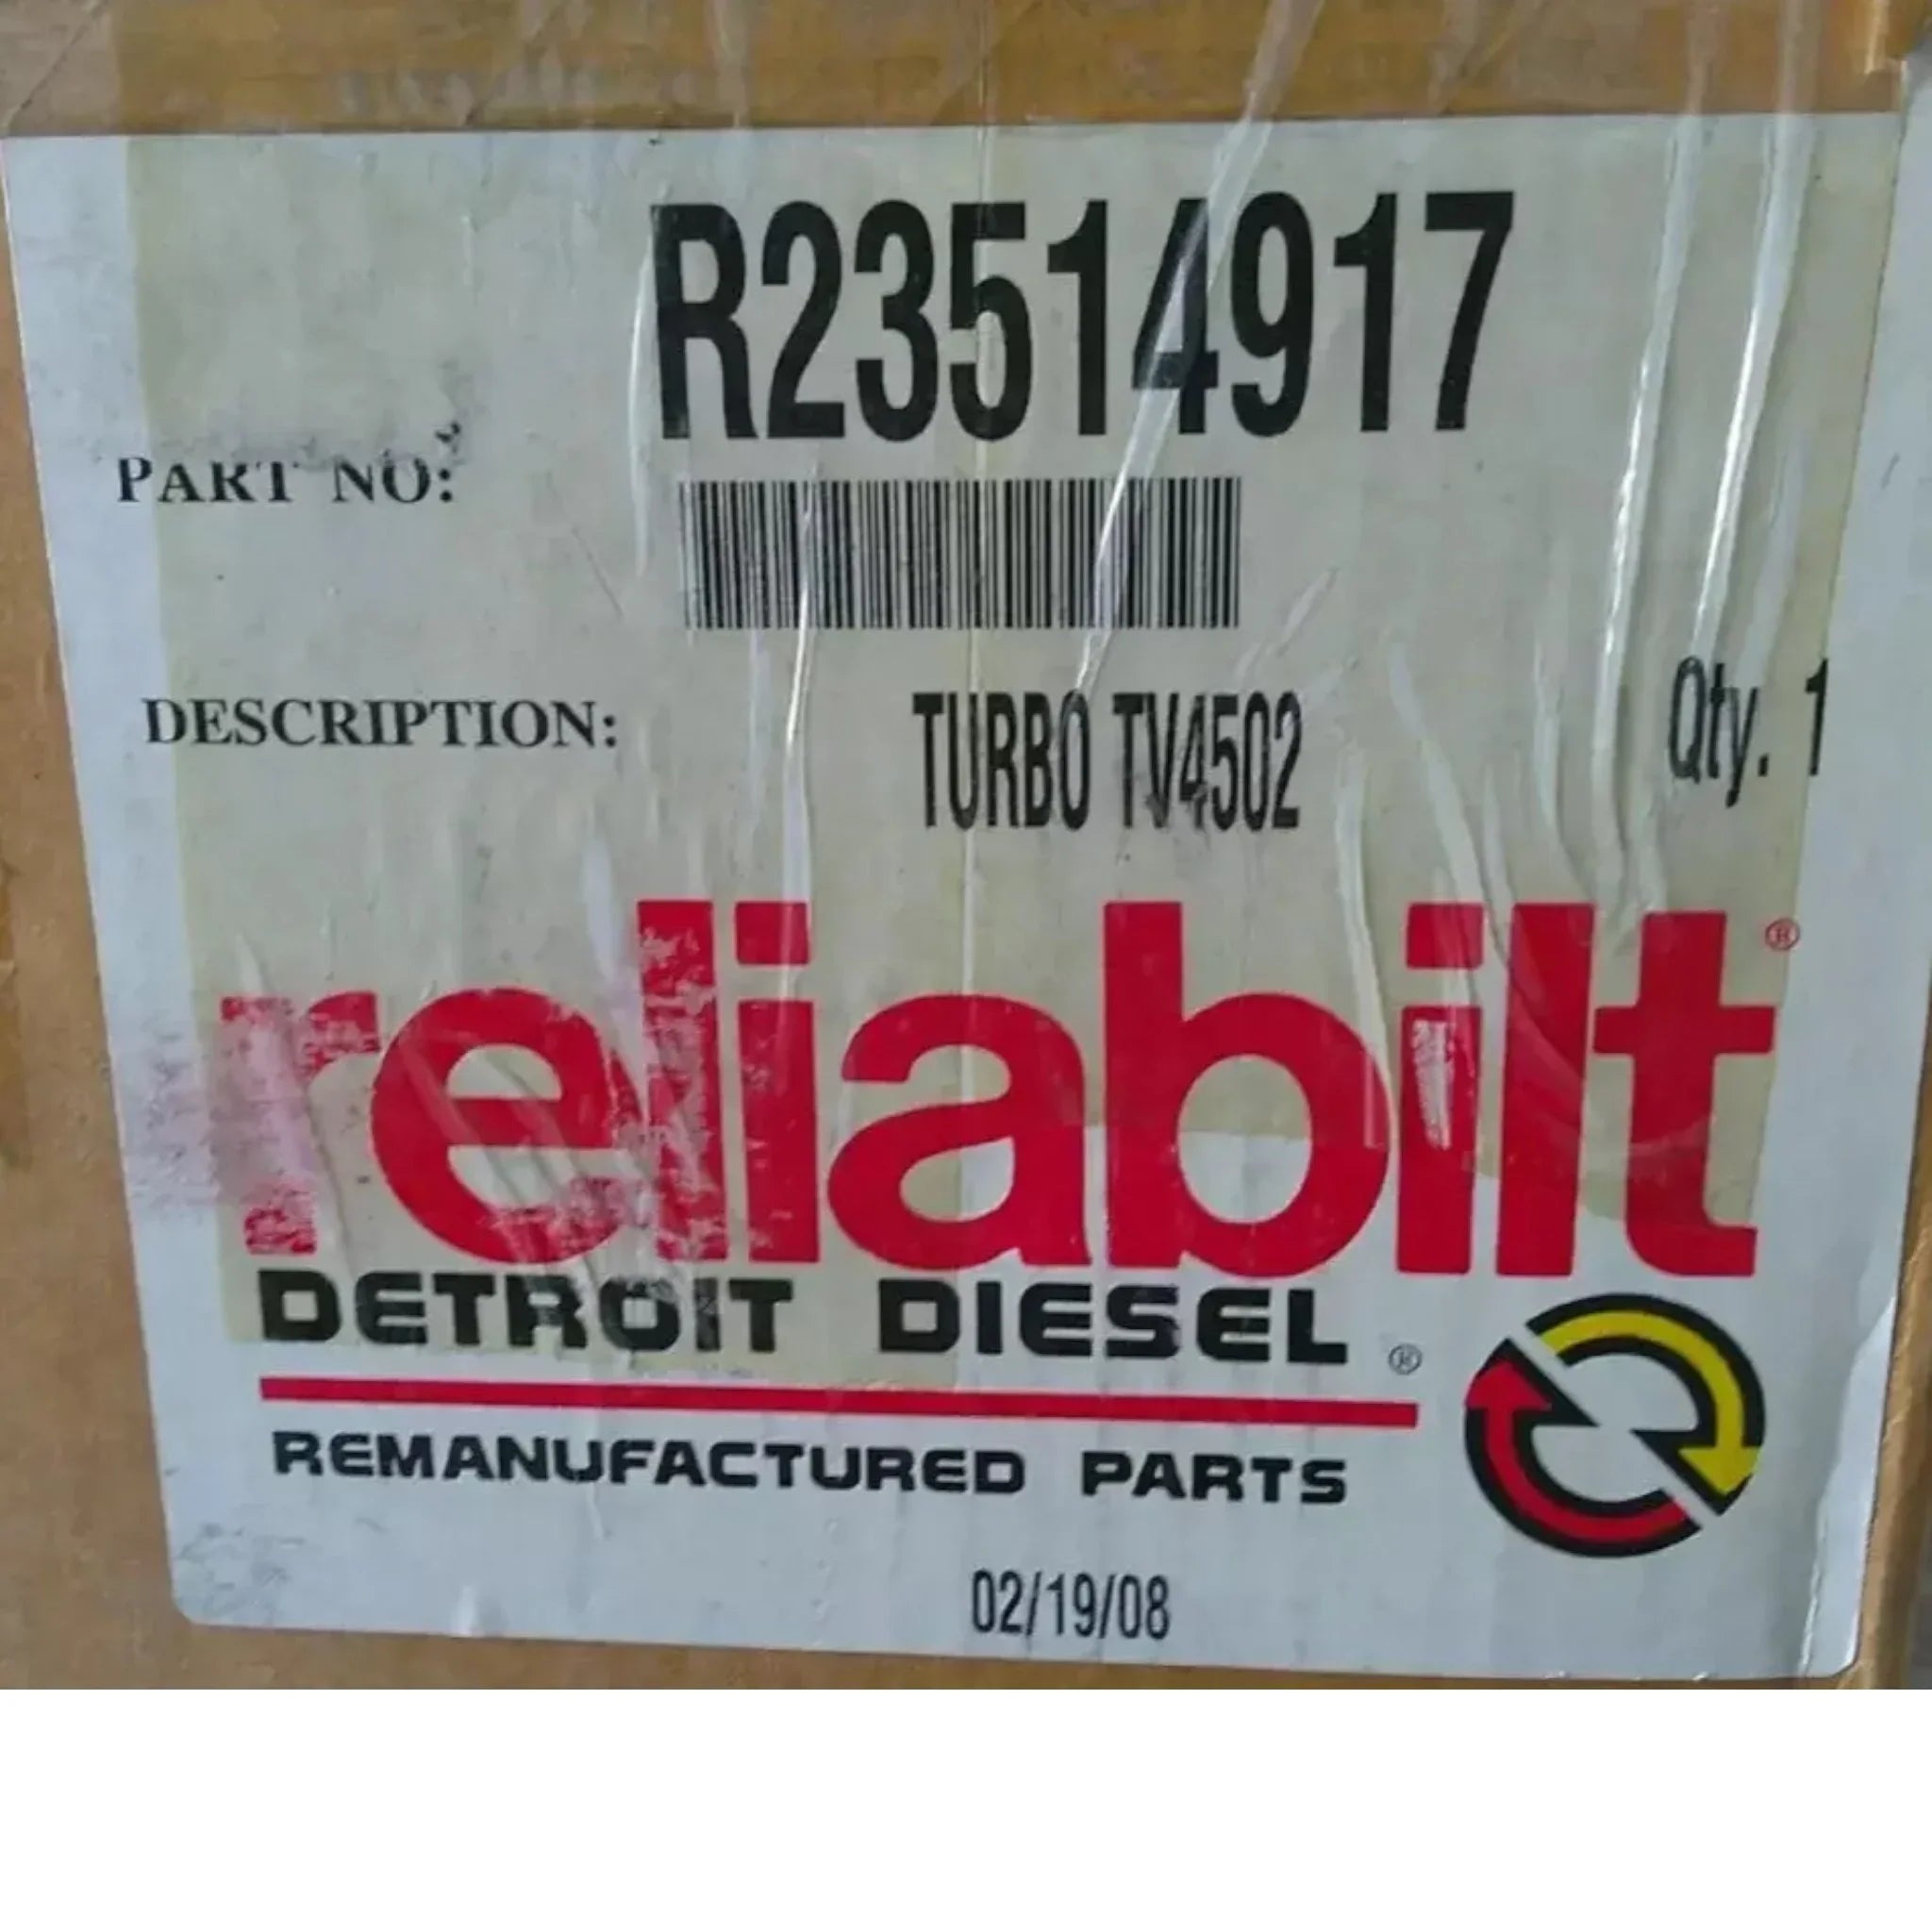 R23514917
PART NO:
DESCRIPTION: TURBO TV4502 Qty. 1
reliabilt®
DETROIT DIESEL®
REMANUFACTURED PARTS
02/19/08